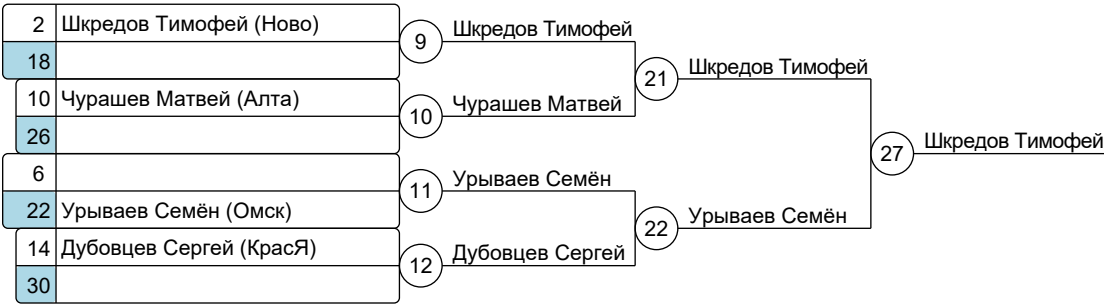 2 Шкредов Тимофей (Ново)
18
10 Чурашев Матвей (Алта)
26
6
22 Урываев Семён (Омск)
14 Дубовцев Сергей (КрасЯ)
30
9 Шкредов Тимофей
10 Чурашев Матвей
11 Урываев Семён
12 Дубовцев Сергей
21 Шкредов Тимофей
22 Урываев Семён
27 Шкредов Тимофей